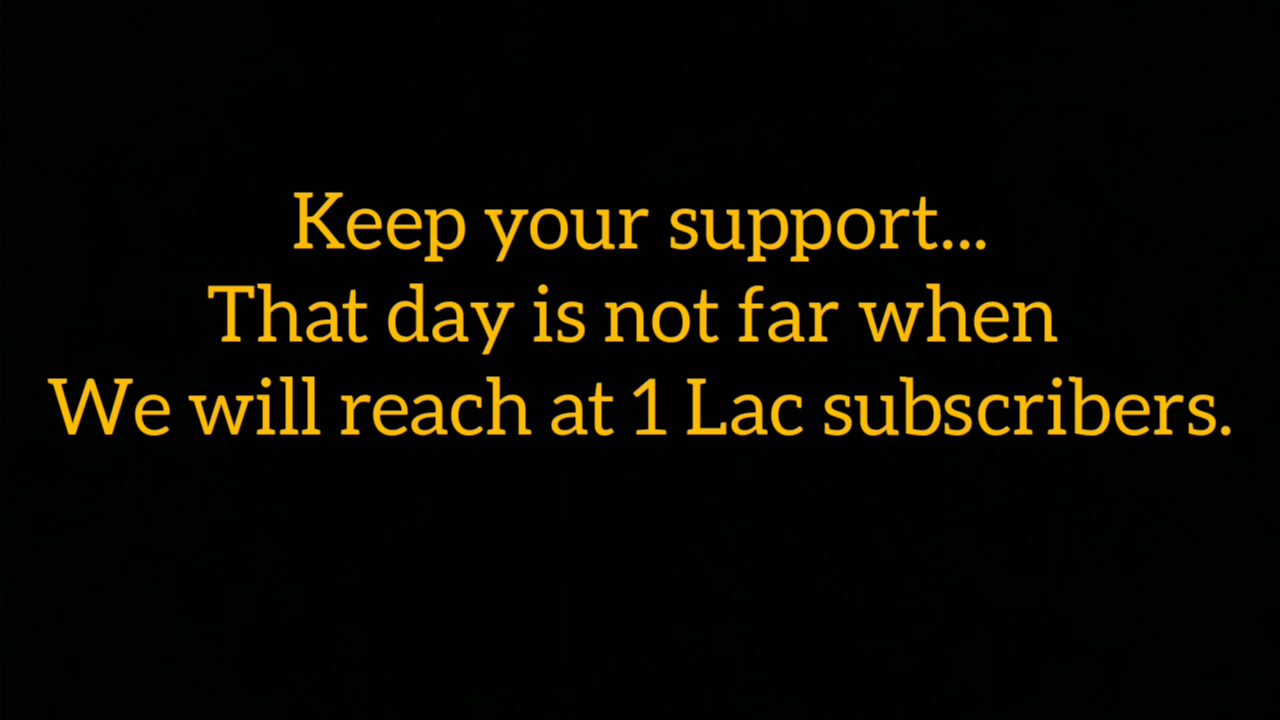 Keep your support...
That day is not far when
We will reach at 1 Lac subscribers.